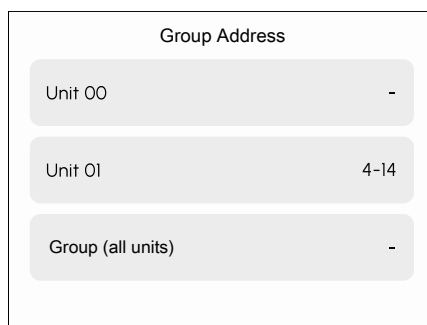 Group Address
Unit 00 -
Unit 01 4-14
Group (all units) -